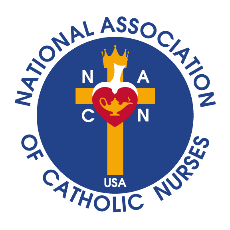 NATIONAL ASSOCIATION
OF CATHOLIC NURSES
N A
C N
USA